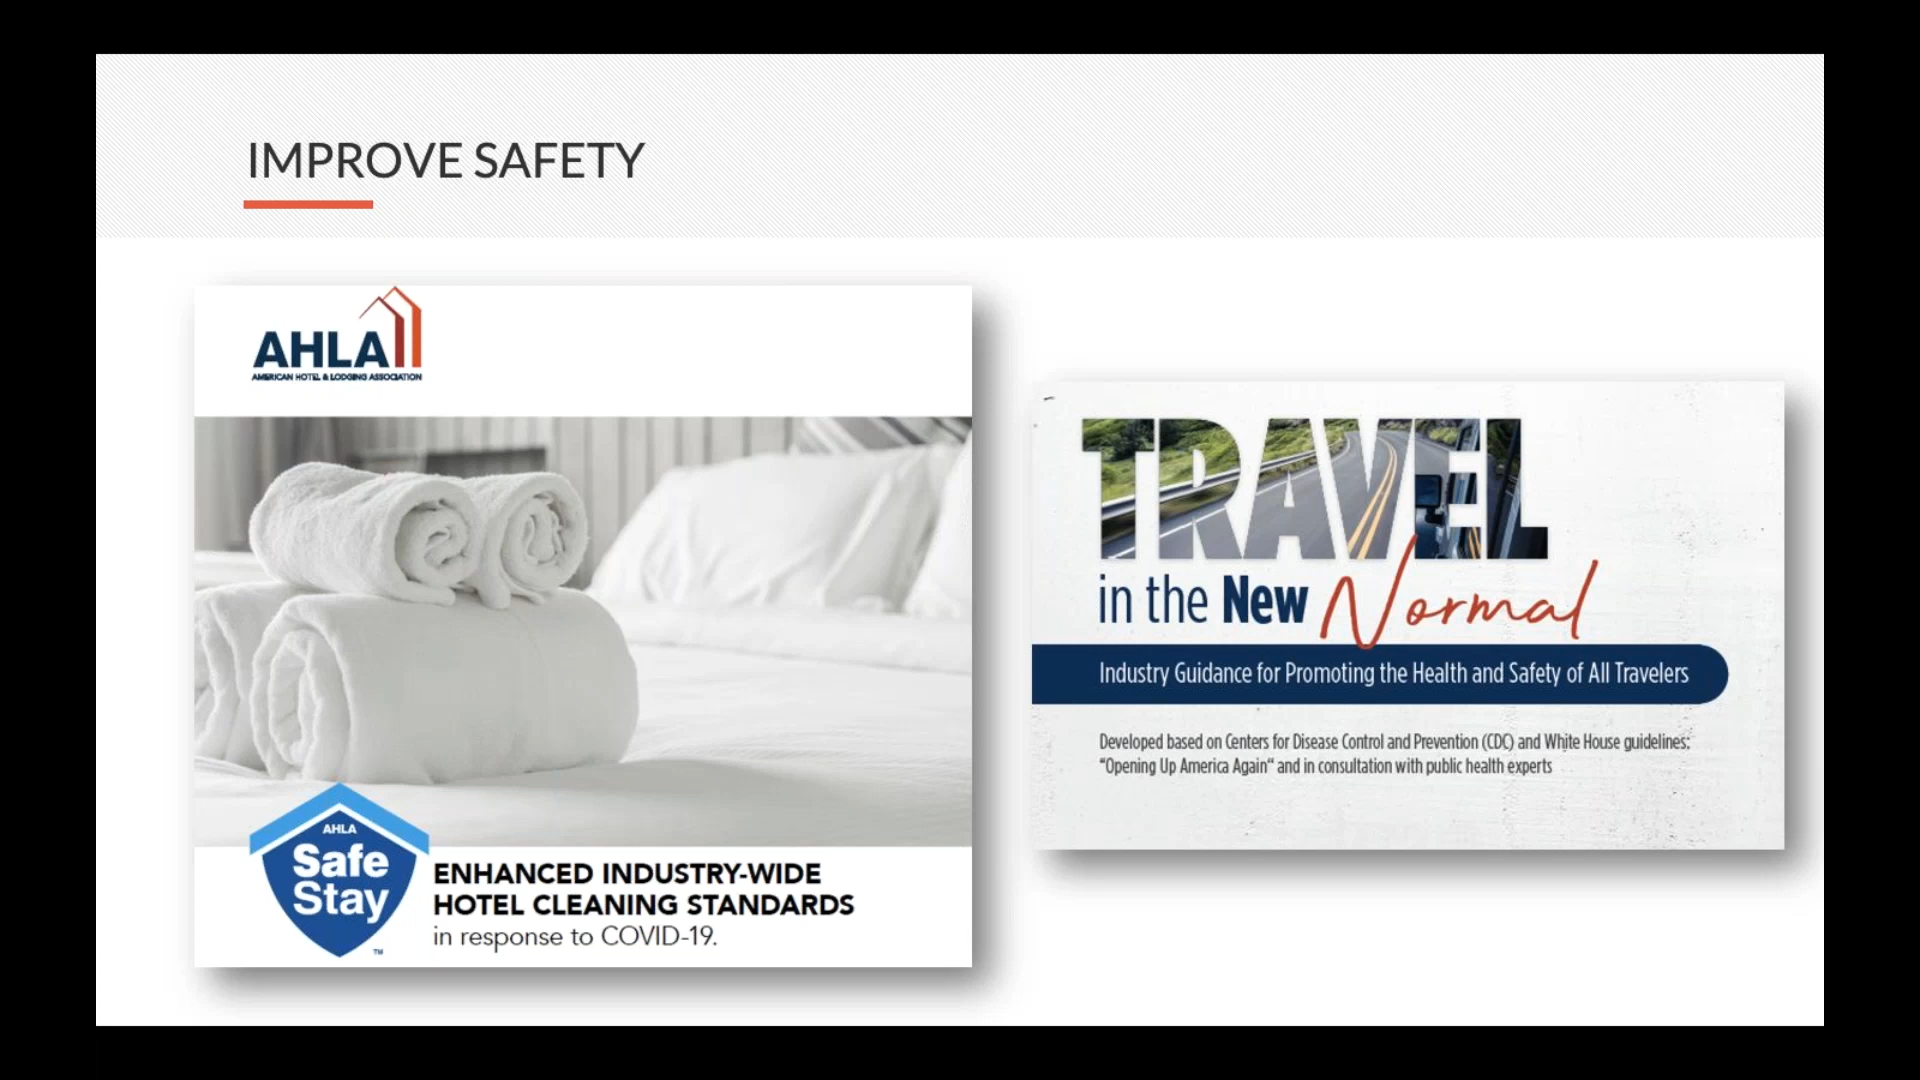 IMPROVE SAFETY
AHLA
AMERICAN HOTEL & LODGING ASSOCIATION
AHLA
Safe
Stay
TM
ENHANCED INDUSTRY-WIDE
HOTEL CLEANING STANDARDS
in response to COVID-19.
TRAVEL
in the New Normal
Industry Guidance for Promoting the Health and Safety of All Travelers
Developed based on Centers for Disease Control and Prevention (CDC) and White House guidelines:
"Opening Up America Again" and in consultation with public health experts